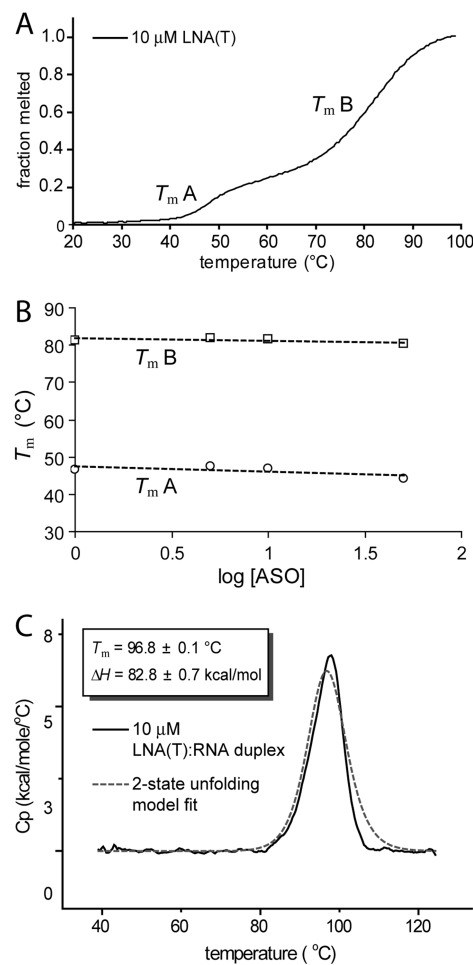 A
10 µM LNA(T)
fraction melted
1.0
0.8
0.6
0.4
0.2
0
Tm A
Tm B
20 30 40 50 60 70 80 90 100
temperature (°C)
B
Tm (°C)
90
80
70
60
50
40
30
Tm B
Tm A
0 0.5 1 1.5 2
log [ASO]
C
Cp (kcal/mole/°C)
8
5
3
0
Tm = 96.8 ± 0.1 °C
ΔH = 82.8 ± 0.7 kcal/mol
10 µM
LNA(T):RNA duplex
2-state unfolding
model fit
40 60 80 100 120
temperature ( °C)